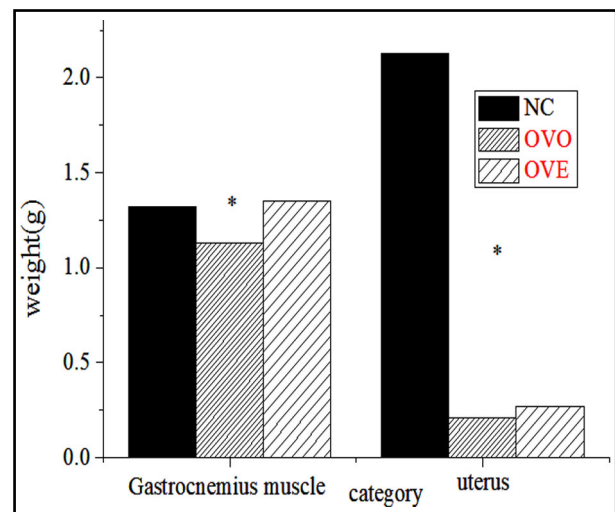 weight(g)
2.0
1.5
1.0
0.5
0.0
NC
OVO
OVE
*
*
Gastrocnemius muscle
uterus
category